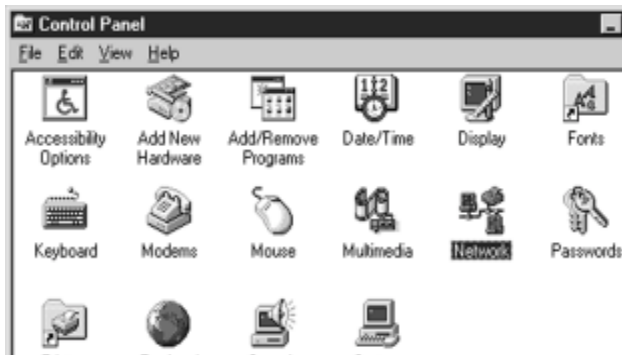 Control Panel
File Edit View Help
Accessibility Options
Add New Hardware
Add/Remove Programs
Date/Time
Display
Fonts
Keyboard
Modems
Mouse
Multimedia
Network
Passwords